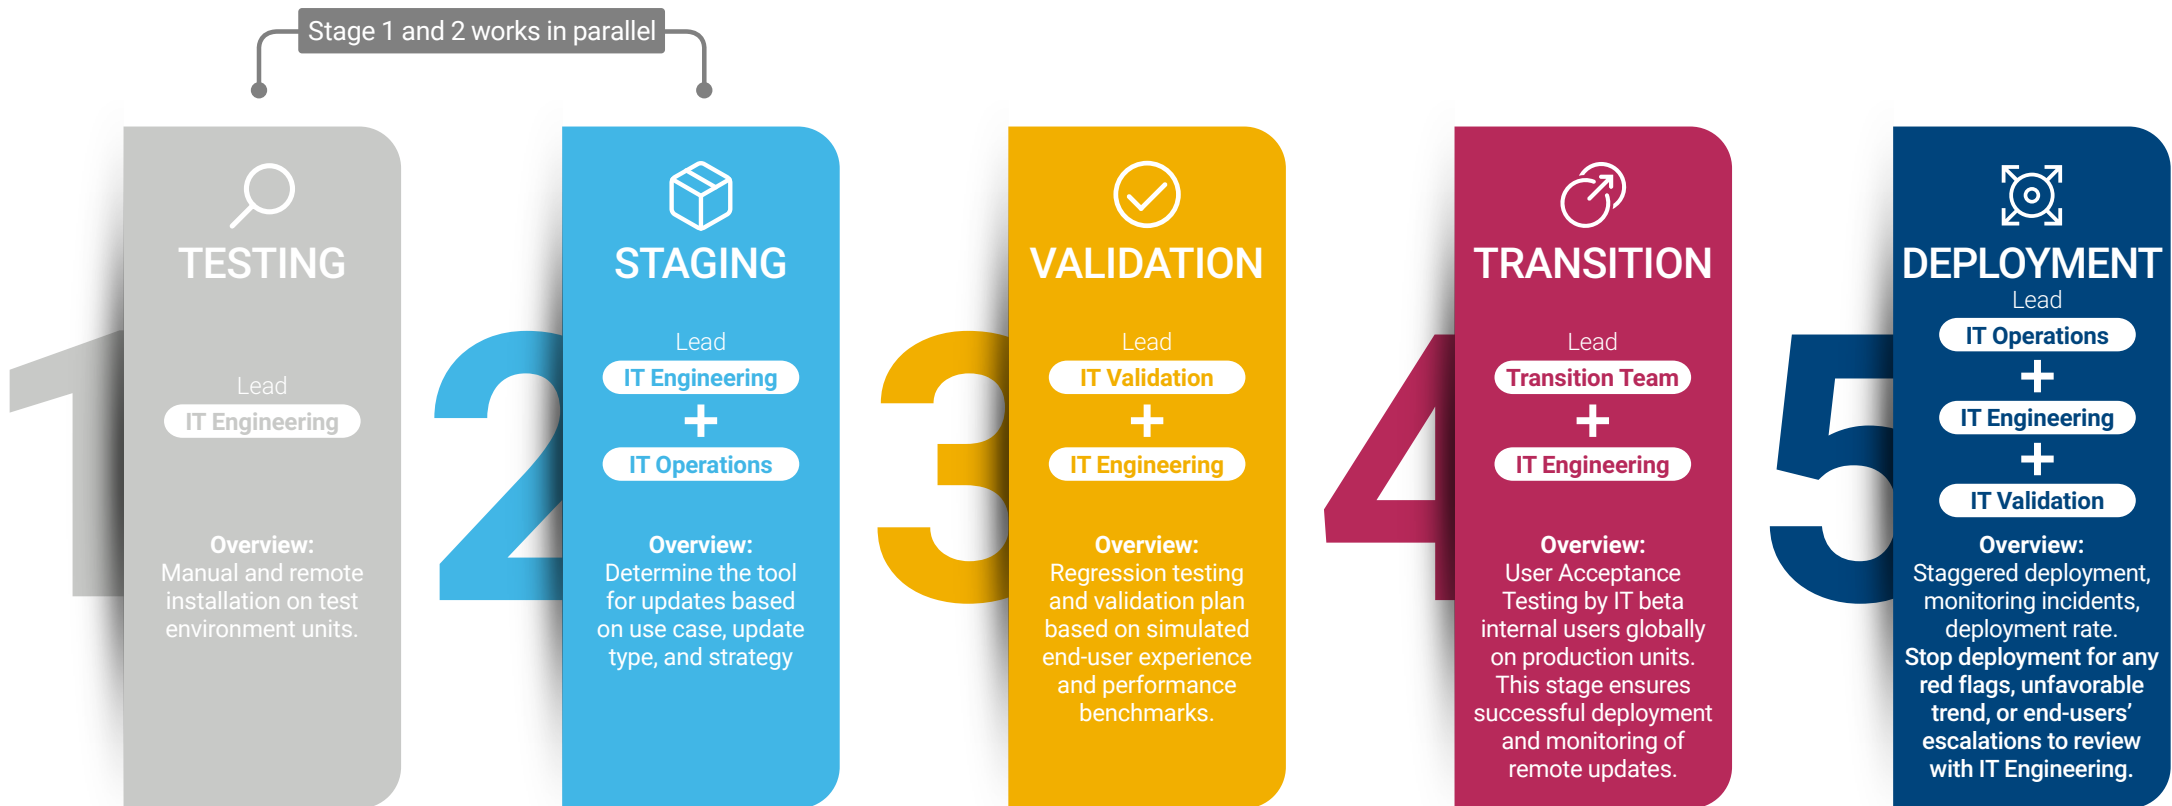 Stage 1 and 2 works in parallel
1
TESTING
Lead
IT Engineering
Overview:
Manual and remote
installation on test
environment units.
2
STAGING
Lead
IT Engineering
+
IT Operations
Overview:
Determine the tool
for updates based
on use case, update
type, and strategy
3
VALIDATION
Lead
IT Validation
+
IT Engineering
Overview:
Regression testing
and validation plan
based on simulated
end-user experience
and performance
benchmarks.
4
TRANSITION
Lead
Transition Team
+
IT Engineering
Overview:
User Acceptance
Testing by IT beta
internal users globally
on production units.
This stage ensures
successful deployment
and monitoring of
remote updates.
5
DEPLOYMENT
Lead
IT Operations
+
IT Engineering
+
IT Validation
Overview:
Staggered deployment,
monitoring incidents,
deployment rate.
Stop deployment for any
red flags, unfavorable
trend, or end-users’
escalations to review
with IT Engineering.